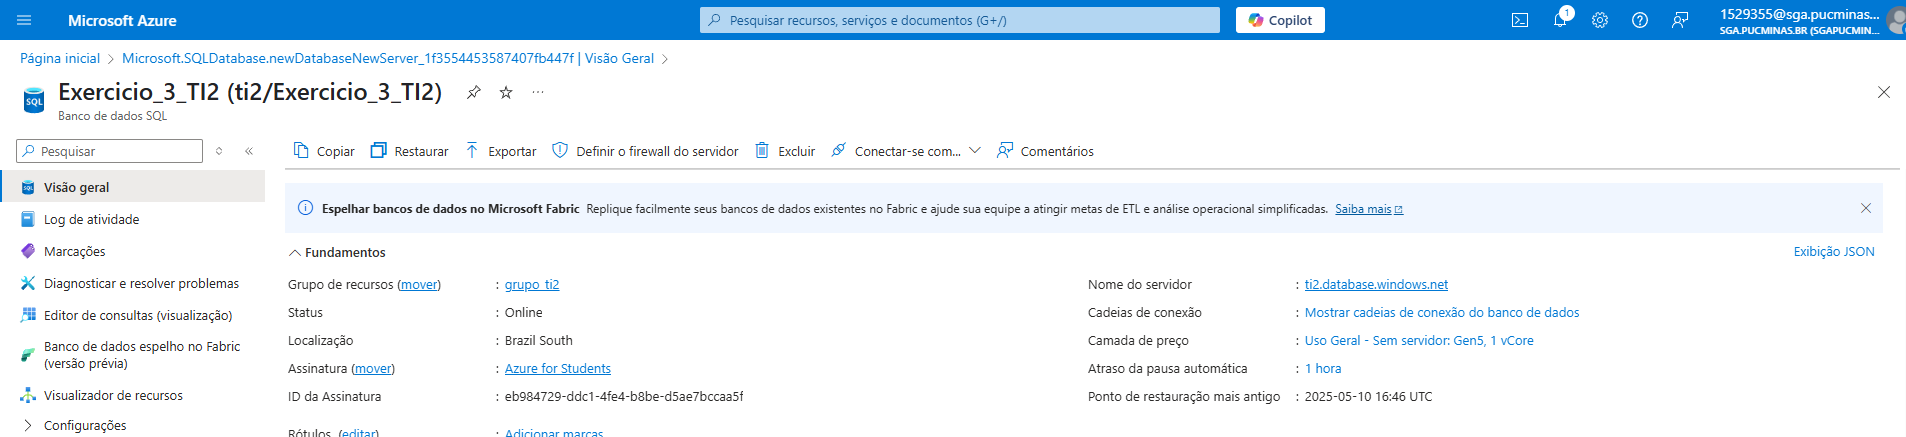 Microsoft Azure
Pesquisar recursos, serviços e documentos (G+/)
Copilot
1
1529355@sga.pucminas...
SGA.PUCMINAS.BR (SGAPUCMIN...
Página inicial > Microsoft.SQLDatabase.newDatabaseNewServer_1f3554453587407fb447f | Visão Geral >
SQL
Exercicio_3_TI2 (ti2/Exercicio_3_TI2)
...
Banco de dados SQL
Pesquisar
Copiar
Restaurar
Exportar
Definir o firewall do servidor
Excluir
Conectar-se com...
Comentários
Visão geral
Log de atividade
Marcações
Diagnosticar e resolver problemas
Editor de consultas (visualização)
Banco de dados espelho no Fabric
(versão prévia)
Visualizador de recursos
Configurações
Espelhar bancos de dados no Microsoft Fabric Replique facilmente seus bancos de dados existentes no Fabric e ajude sua equipe a atingir metas de ETL e análise operacional simplificadas. Saiba mais
Fundamentos
Exibição JSON
Grupo de recursos (mover) : grupo_ti2
Status : Online
Localização : Brazil South
Assinatura (mover) : Azure for Students
ID da Assinatura : eb984729-ddc1-4fe4-b8be-d5ae7bccaa5f
Nome do servidor : ti2.database.windows.net
Cadeias de conexão : Mostrar cadeias de conexão do banco de dados
Camada de preço : Uso Geral - Sem servidor: Gen5, 1 vCore
Atraso da pausa automática : 1 hora
Ponto de restauração mais antigo : 2025-05-10 16:46 UTC
Rótulos (editar) : Adicionar marcas